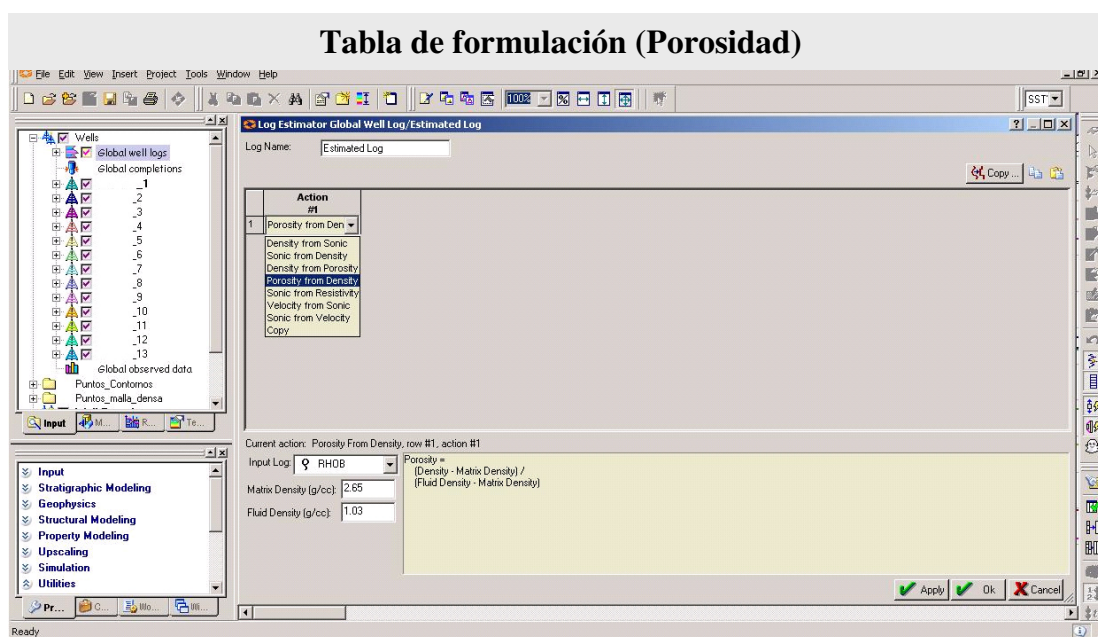 Tabla de formulación (Porosidad)
File Edit View Insert Project Tools Window Help
100%
SST
Wells
Global well logs
Global completions
_1
_2
_3
_4
_5
_6
_7
_8
_9
_10
_11
_12
_13
Global observed data
Puntos_Contornos
Puntos_malla_densa
Input M... R... Te...
Input
Stratigraphic Modeling
Geophysics
Structural Modeling
Property Modeling
Upscaling
Simulation
Utilities
Pr... C... Wo... Wi...
Log Estimator Global Well Log/Estimated Log
Log Name: Estimated Log
Copy ...
Action
#1
1 Porosity from Den
Density from Sonic
Sonic from Density
Density from Porosity
Porosity from Density
Sonic from Resistivity
Velocity from Sonic
Sonic from Velocity
Copy
Current action: Porosity From Density, row #1, action #1
Input Log: RHOB
Matrix Density (g/cc): 2.65
Fluid Density (g/cc): 1.03
Porosity =
(Density - Matrix Density) /
(Fluid Density - Matrix Density)
Apply Ok Cancel
Ready